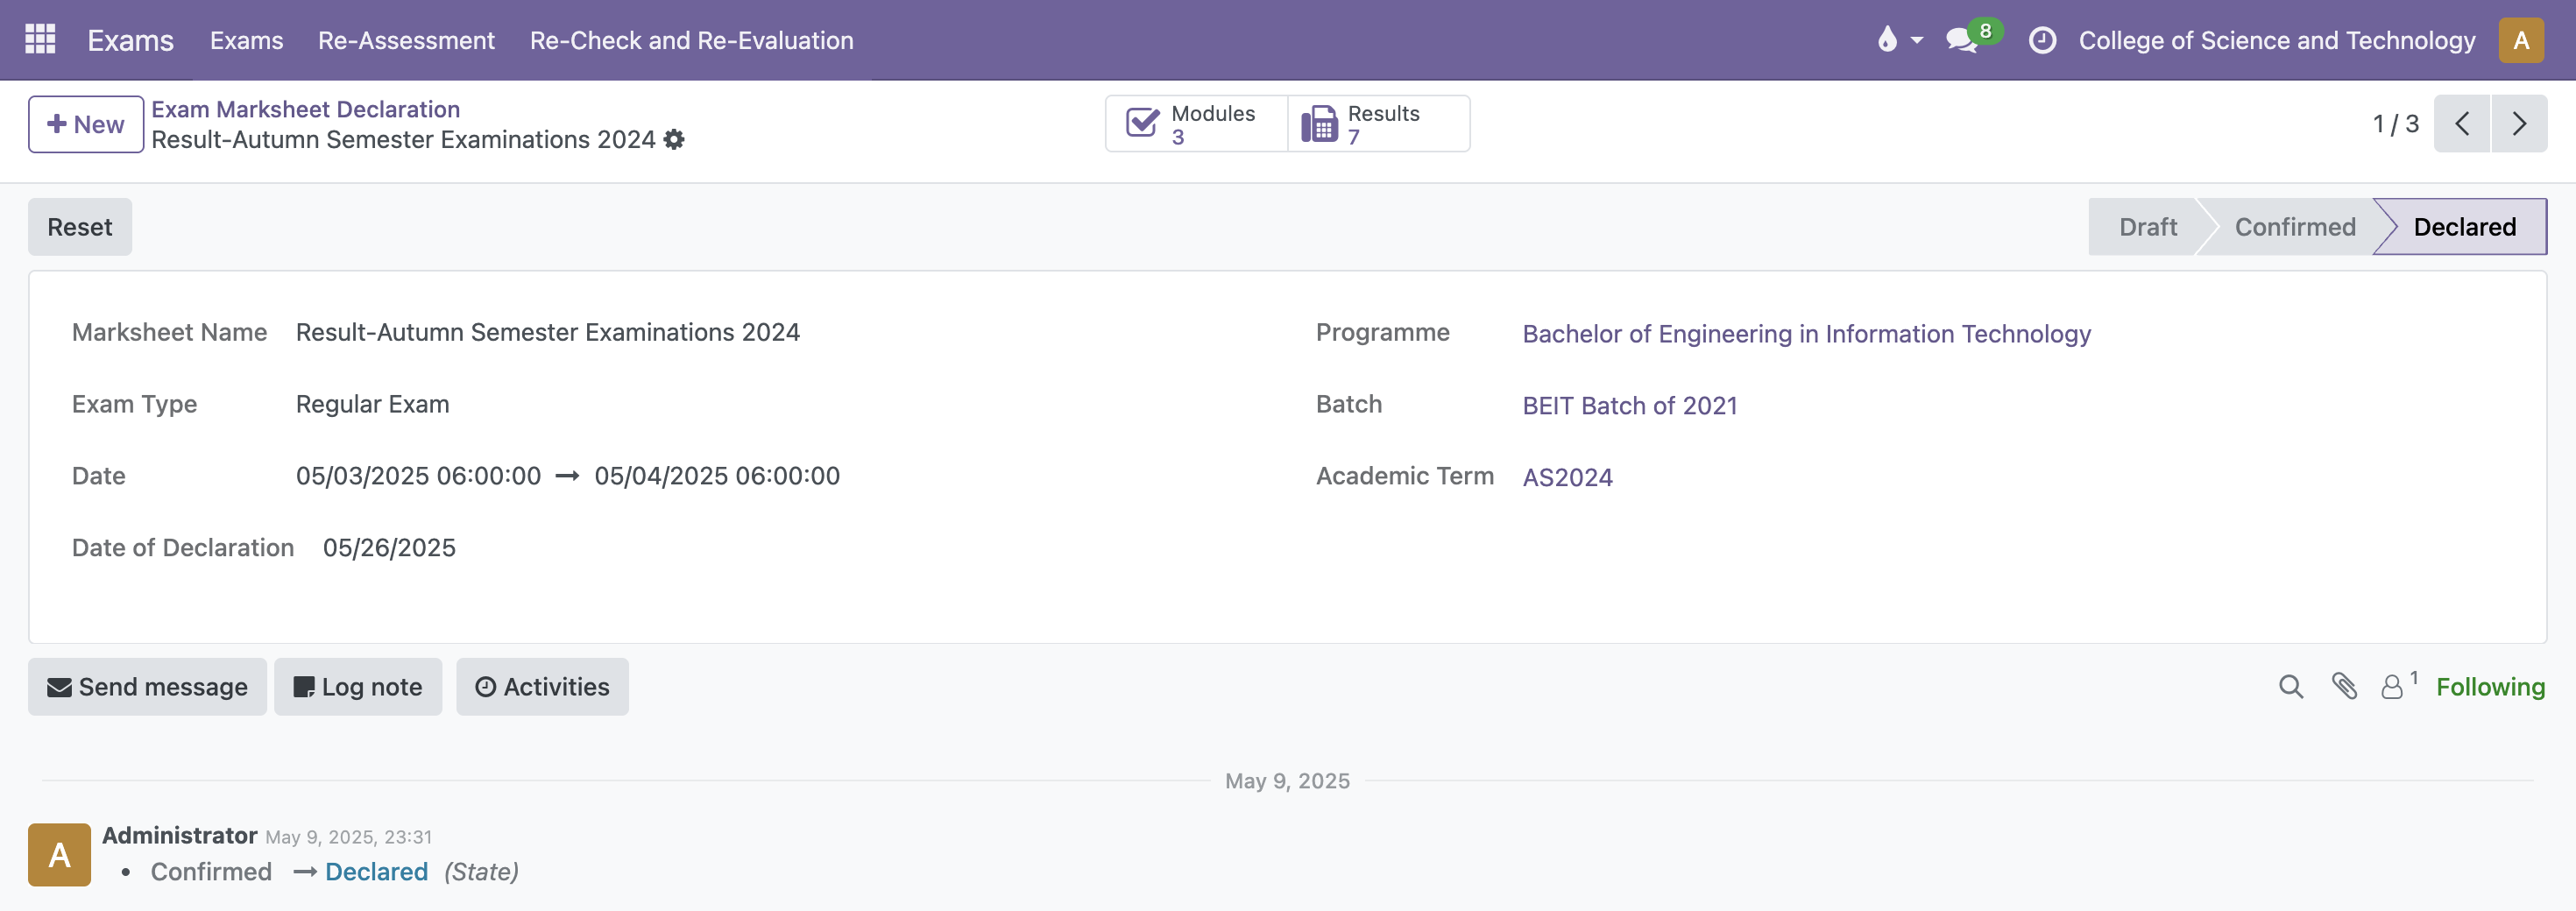 Exams Exams Re-Assessment Re-Check and Re-Evaluation 8 College of Science and Technology A
New
Exam Marksheet Declaration
Result-Autumn Semester Examinations 2024
Modules
3
Results
7
1 / 3
Reset
Draft Confirmed Declared
Marksheet Name Result-Autumn Semester Examinations 2024
Programme Bachelor of Engineering in Information Technology
Exam Type Regular Exam
Batch BEIT Batch of 2021
Date 05/03/2025 06:00:00 → 05/04/2025 06:00:00
Academic Term AS2024
Date of Declaration 05/26/2025
Send message Log note Activities 1 Following
May 9, 2025
A
Administrator May 9, 2025, 23:31
• Confirmed → Declared (State)